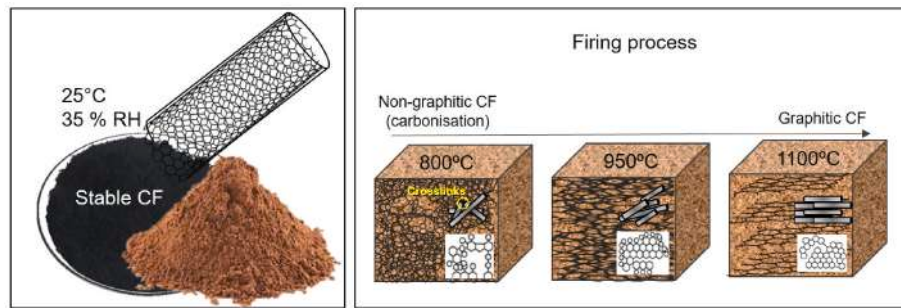 25°C
35 % RH
Stable CF
Firing process
Non-graphitic CF
(carbonisation)
Graphitic CF
800ºC
950ºC
1100ºC
Crosslinks